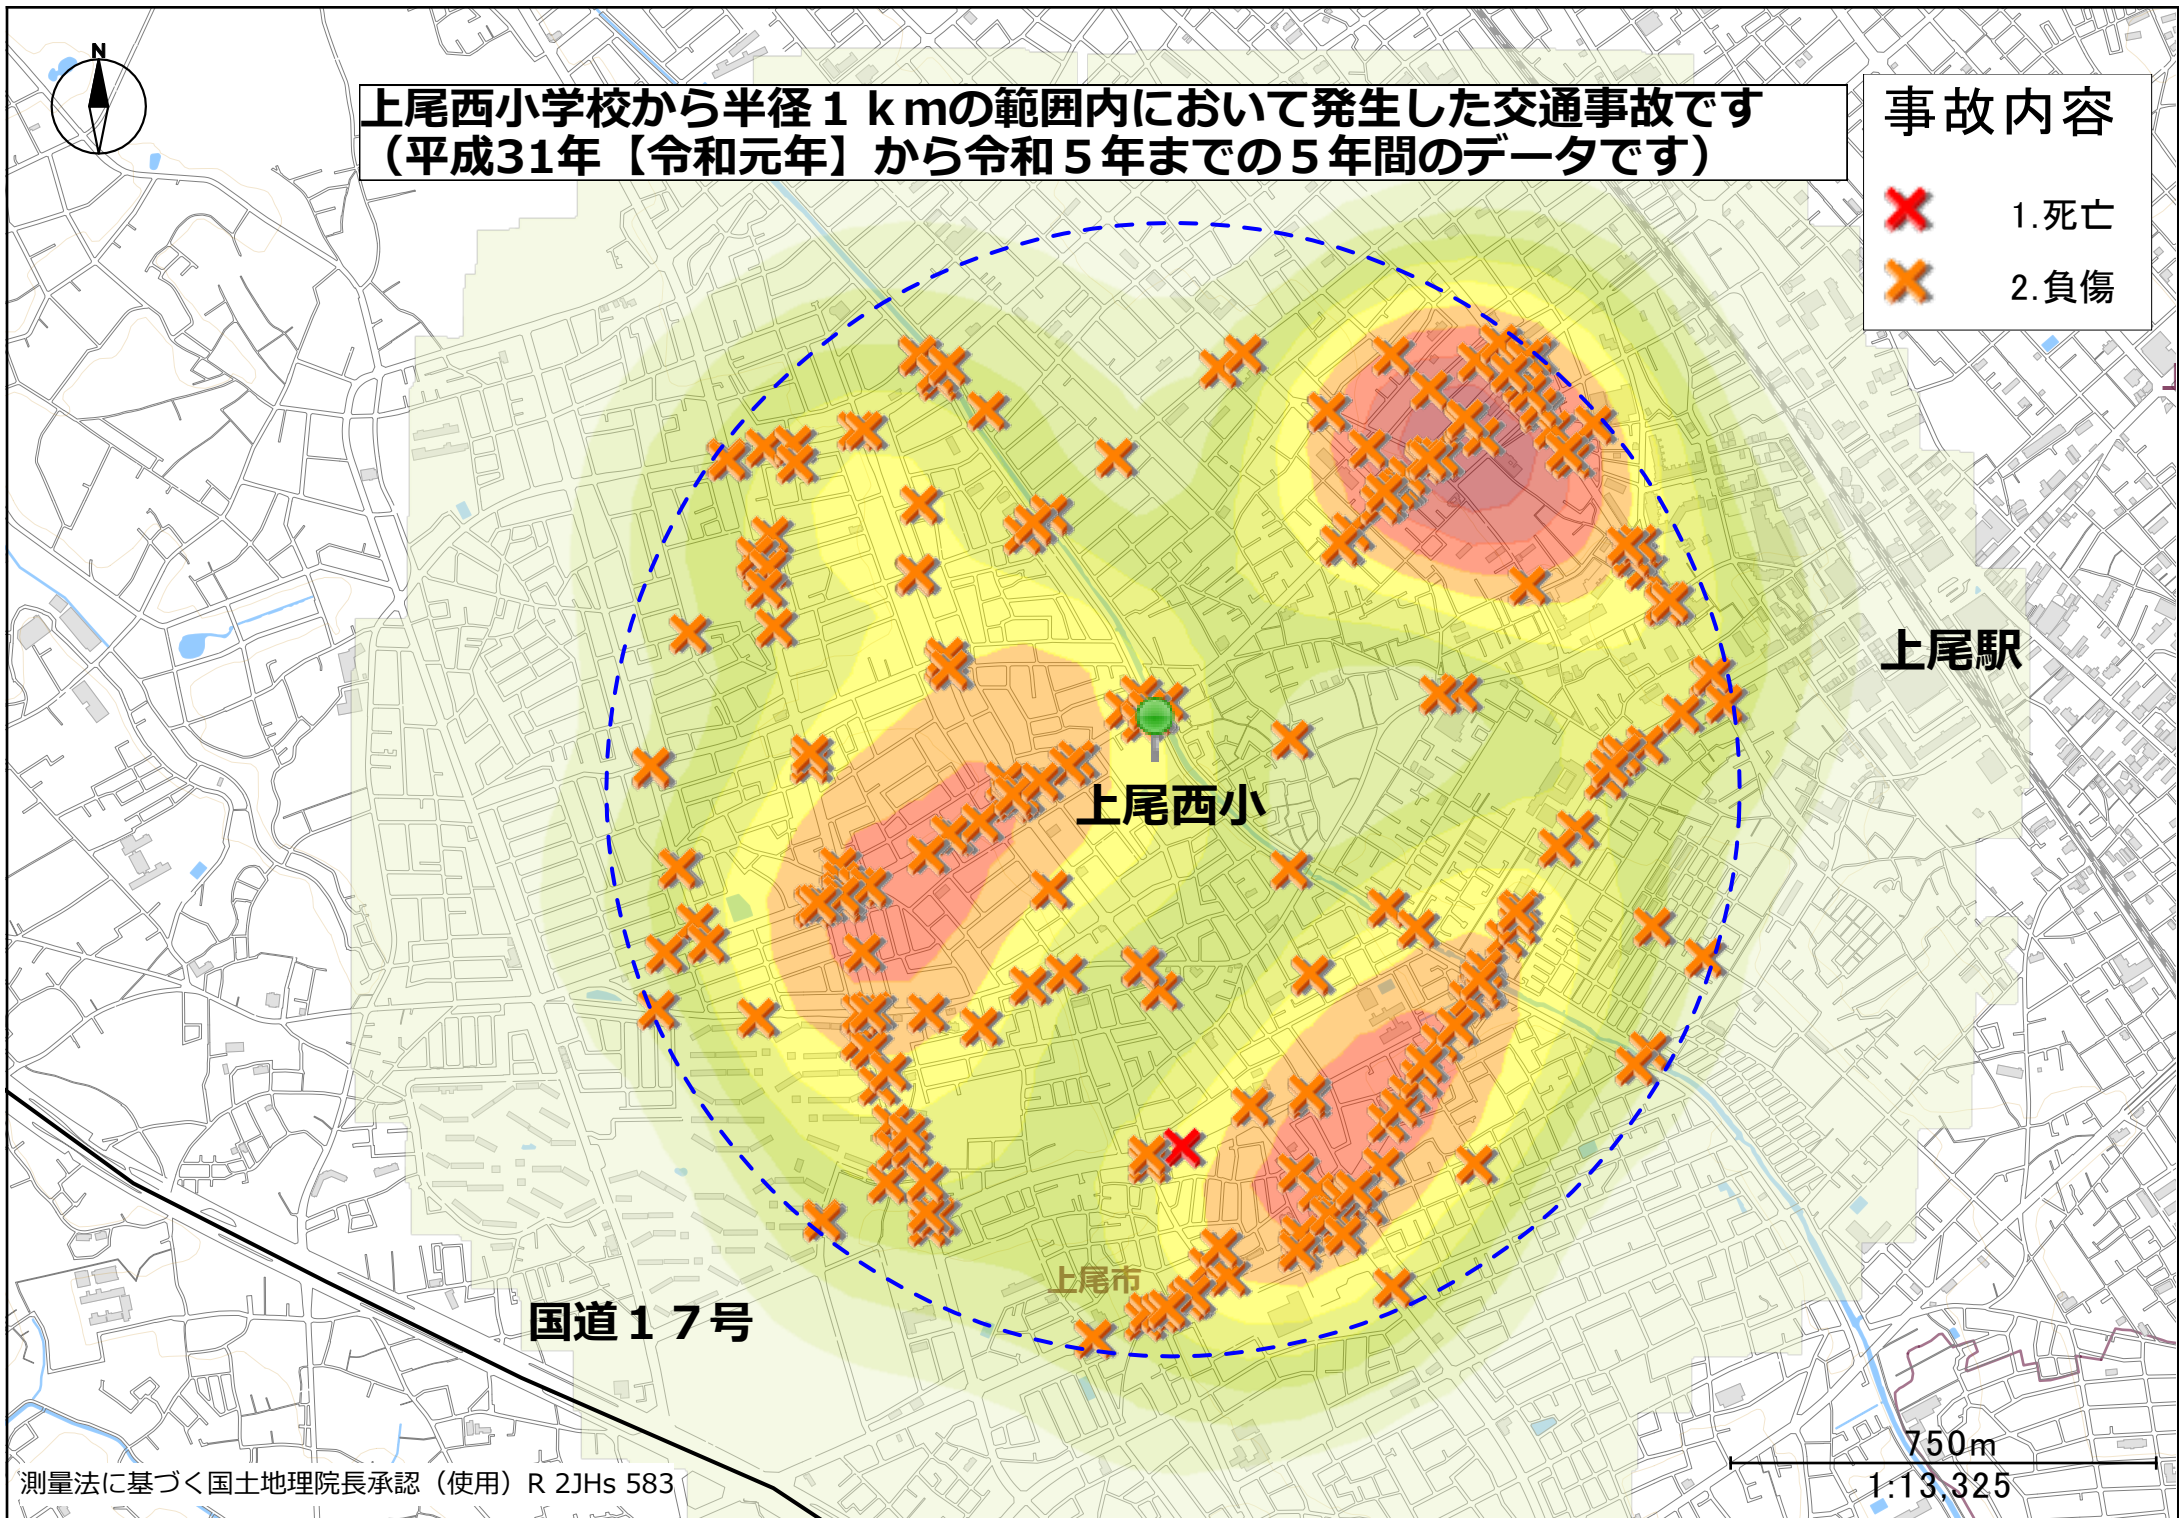 N
上尾西小学校から半径１ｋｍの範囲内において発生した交通事故です
（平成31年【令和元年】から令和５年までの５年間のデータです）
事故内容
1.死亡
2.負傷
上尾駅
上尾西小
上尾市
国道１７号
750m
1:13,325
測量法に基づく国土地理院長承認（使用）R 2JHs 583